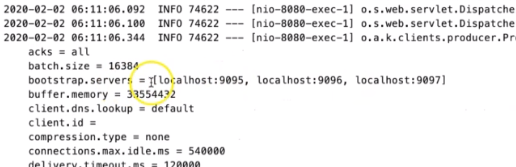 2020-02-02 06:11:06.092 INFO 74622 --- [nio-8080-exec-1] o.s.web.servlet.Dispatche
2020-02-02 06:11:06.100 INFO 74622 --- [nio-8080-exec-1] o.s.web.servlet.Dispatche
2020-02-02 06:11:06.344 INFO 74622 --- [nio-8080-exec-1] o.a.k.clients.producer.Pr
acks = all
batch.size = 16384
bootstrap.servers = [localhost:9095, localhost:9096, localhost:9097]
buffer.memory = 33554432
client.dns.lookup = default
client.id =
compression.type = none
connections.max.idle.ms = 540000
delivery.timeout.ms = 120000